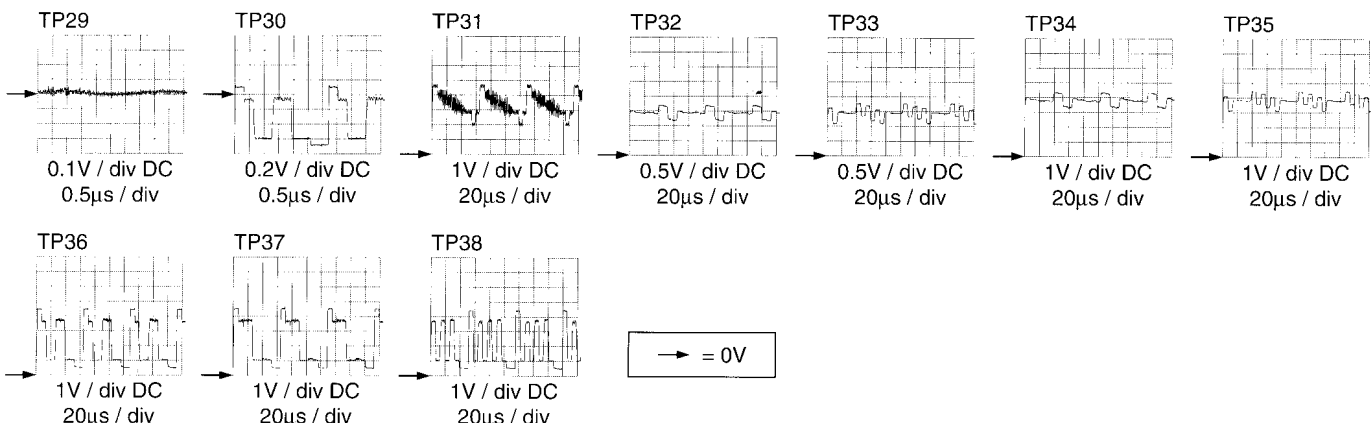 TP29
TP30
TP31
TP32
TP33
TP34
TP35
0.1V / div DC
0.5µs / div
0.2V / div DC
0.5µs / div
1V / div DC
20µs / div
0.5V / div DC
20µs / div
0.5V / div DC
20µs / div
1V / div DC
20µs / div
1V / div DC
20µs / div
TP36
TP37
TP38
1V / div DC
20µs / div
1V / div DC
20µs / div
1V / div DC
20µs / div
→ = 0V